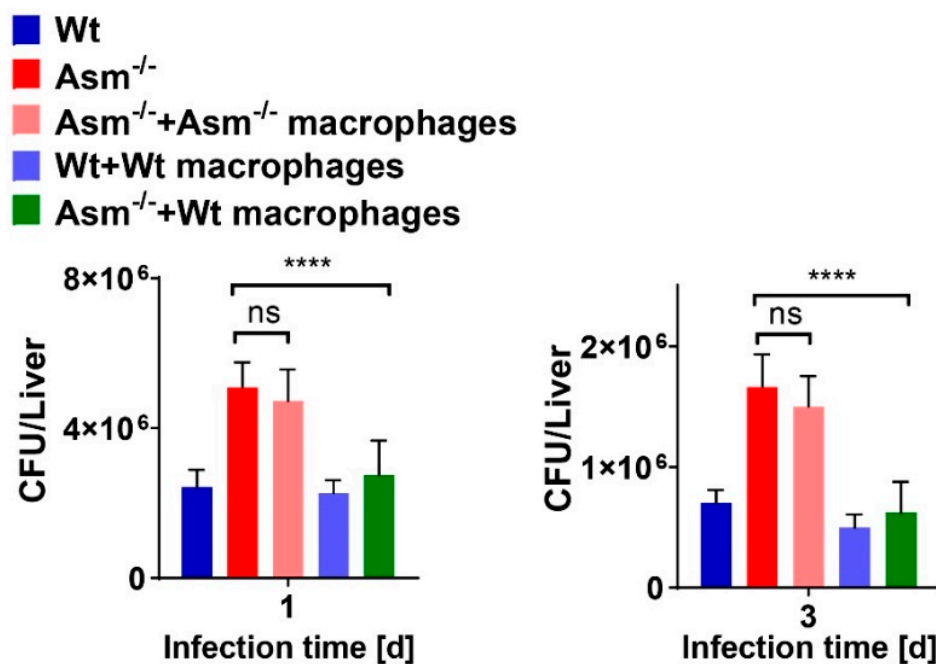 Wt
Asm⁻/⁻
Asm⁻/⁻+Asm⁻/⁻ macrophages
Wt+Wt macrophages
Asm⁻/⁻+Wt macrophages
8×10⁶
4×10⁶
0
CFU/Liver
****
ns
1
Infection time [d]
2×10⁶
1×10⁶
0
CFU/Liver
****
ns
3
Infection time [d]